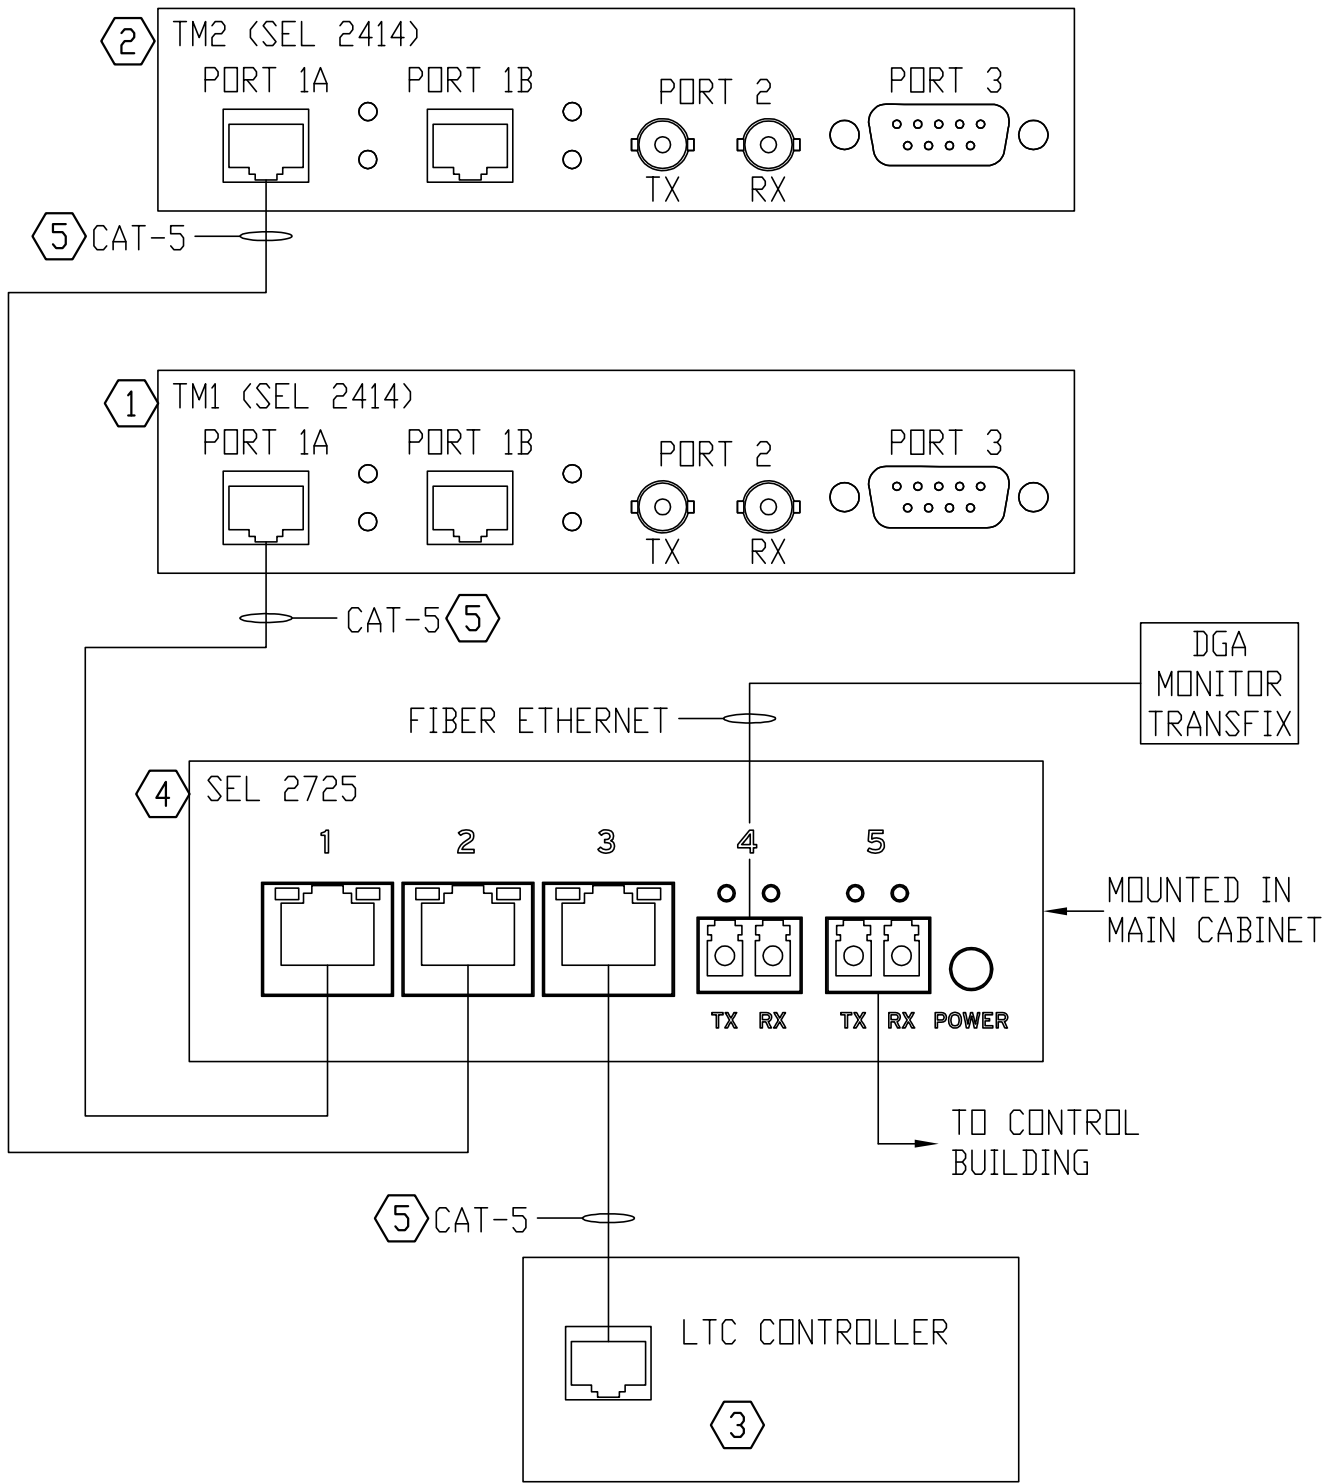 2 TM2 (SEL 2414)
PORT 1A PORT 1B PORT 2 PORT 3
TX RX
5 CAT-5
1 TM1 (SEL 2414)
PORT 1A PORT 1B PORT 2 PORT 3
TX RX
CAT-5 5
DGA
MONITOR
TRANSFIX
FIBER ETHERNET
4 SEL 2725
1 2 3 4 5
MOUNTED IN
MAIN CABINET
TX RX TX RX POWER
TO CONTROL
BUILDING
5 CAT-5
LTC CONTROLLER
3